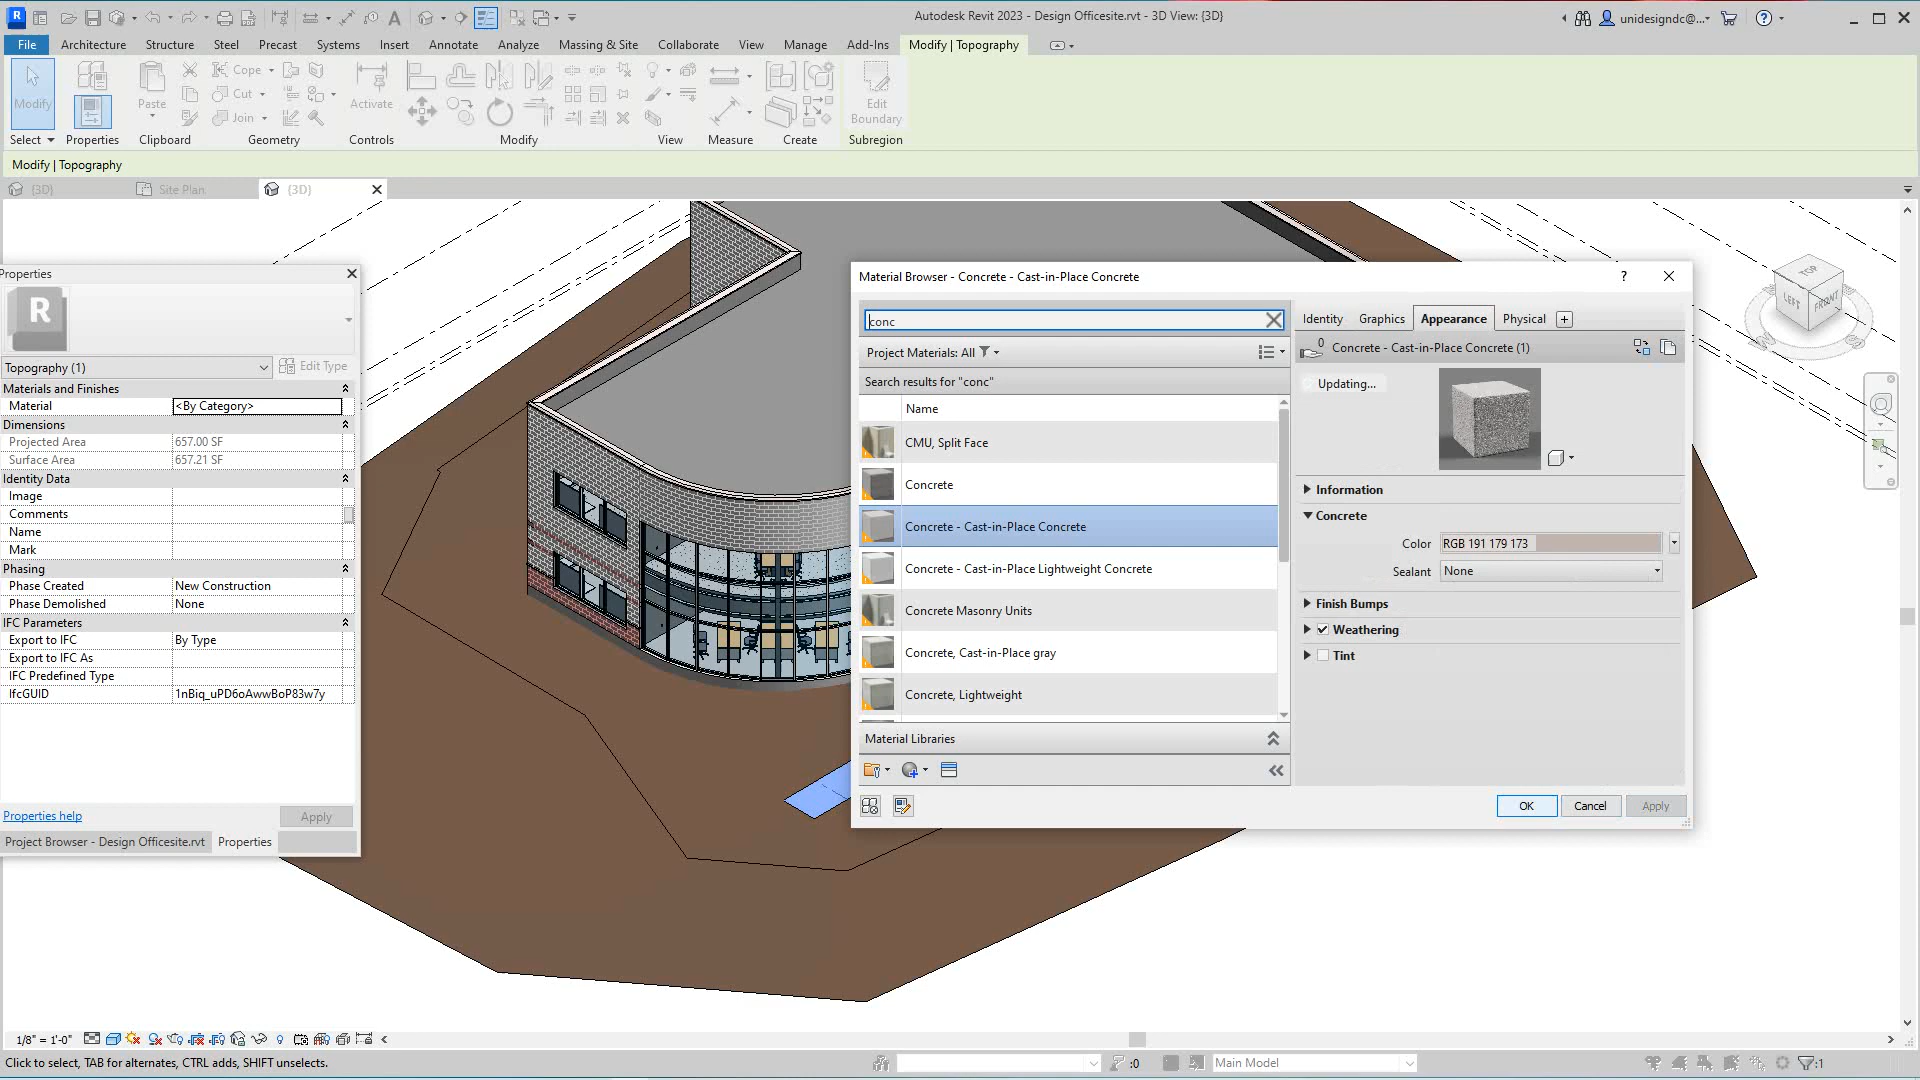 Autodesk Revit 2023 - Design Officesite.rvt - 3D View: {3D}
unidesigndc@...
File Architecture Structure Steel Precast Systems Insert Annotate Analyze Massing & Site Collaborate View Manage Add-Ins Modify | Topography
Modify
Paste
Cope
Cut
Join
Activate
Edit Boundary
Select Properties Clipboard Geometry Controls Modify View Measure Create Subregion
Modify | Topography
{3D} Site Plan {3D}
TOP
LEFT
FRONT
Properties
R
Topography (1) Edit Type
Materials and Finishes
Material <By Category>
Dimensions
Projected Area 657.00 SF
Surface Area 657.21 SF
Identity Data
Image
Comments
Name
Mark
Phasing
Phase Created New Construction
Phase Demolished None
IFC Parameters
Export to IFC By Type
Export to IFC As
IFC Predefined Type
IfcGUID 1nBiq_uPD6oAwwBoP83w7y
Properties help Apply
Project Browser - Design Officesite.rvt Properties
Material Browser - Concrete - Cast-in-Place Concrete
conc
Project Materials: All
Search results for "conc"
Name
CMU, Split Face
Concrete
Concrete - Cast-in-Place Concrete
Concrete - Cast-in-Place Lightweight Concrete
Concrete Masonry Units
Concrete, Cast-in-Place gray
Concrete, Lightweight
Material Libraries
Identity Graphics Appearance Physical
0 Concrete - Cast-in-Place Concrete (1)
Updating...
Information
Concrete
Color RGB 191 179 173
Sealant None
Finish Bumps
Weathering
Tint
OK Cancel Apply
1/8" = 1'-0"
Click to select, TAB for alternates, CTRL adds, SHIFT unselects.
:0
Main Model
:1